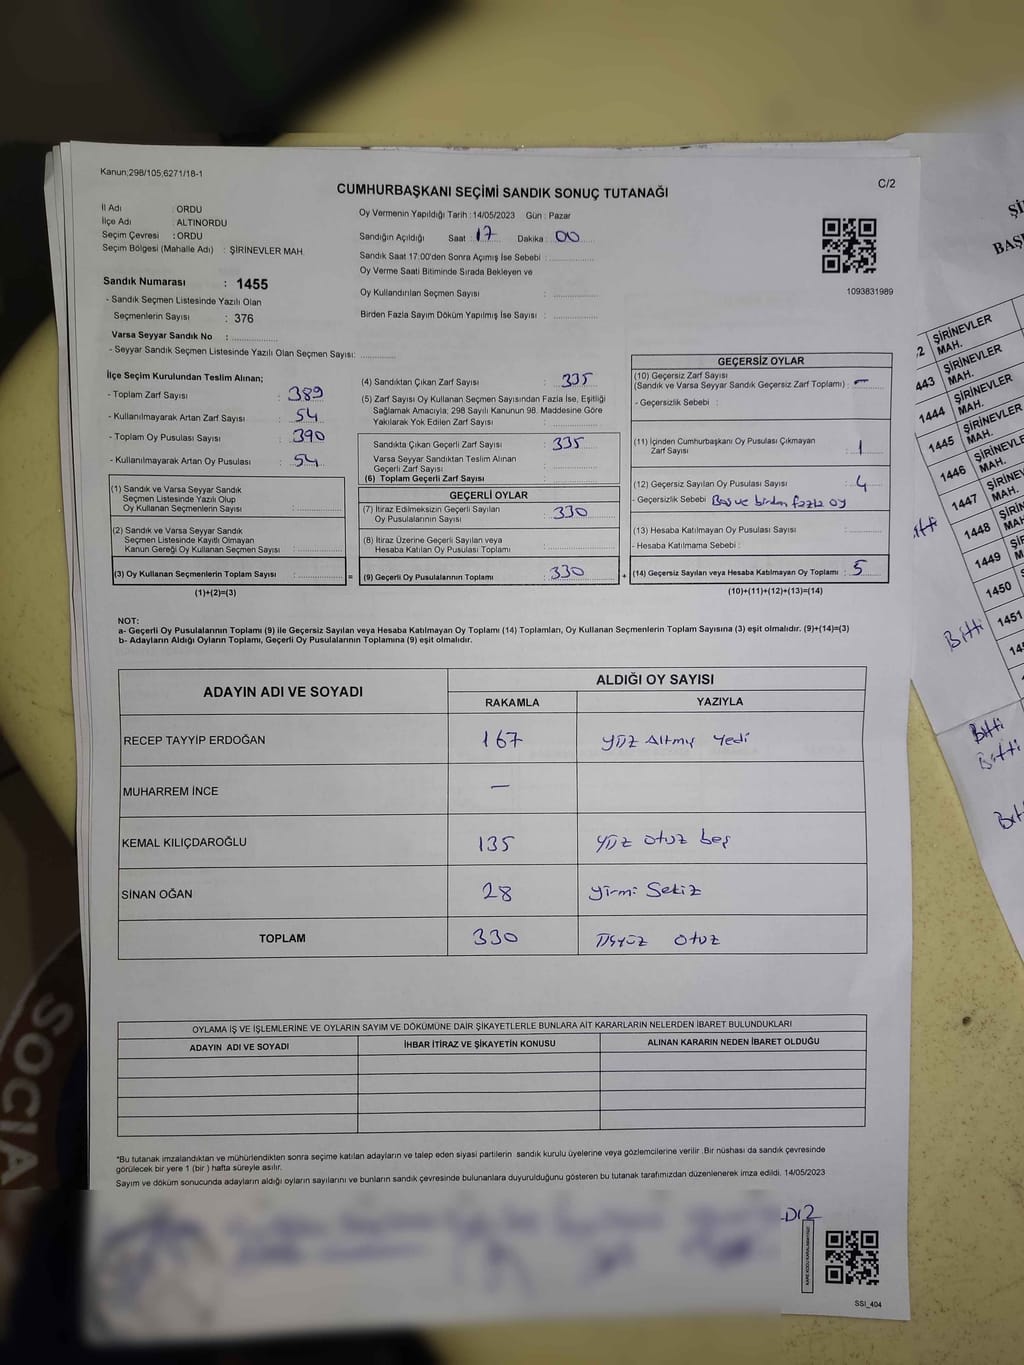 Kanun;298/105,6271/18-1
C/2
CUMHURBAŞKANI SEÇİMİ SANDIK SONUÇ TUTANAĞI
İl Adı : ORDU
İlçe Adı : ALTINORDU
Seçim Çevresi : ORDU
Seçim Bölgesi (Mahalle Adı) : ŞİRİNEVLER MAH.
Sandık Numarası : 1455
- Sandık Seçmen Listesinde Yazılı Olan
Seçmenlerin Sayısı : 376
Varsa Seyyar Sandık No :
- Seyyar Sandık Seçmen Listesinde Yazılı Olan Seçmen Sayısı:
Oy Vermenin Yapıldığı Tarih : 14/05/2023 Gün : Pazar
Sandığın Açıldığı Saat : 17 Dakika : 00
Sandık Saat 17:00'den Sonra Açımış İse Sebebi :
Oy Verme Saati Bitiminde Sırada Bekleyen ve
Oy Kullandırılan Seçmen Sayısı :
Birden Fazla Sayım Döküm Yapılmış İse Sayısı :
1093831989
İlçe Seçim Kurulundan Teslim Alınan;
- Toplam Zarf Sayısı : 389
- Kullanılmayarak Artan Zarf Sayısı : 54
- Toplam Oy Pusulası Sayısı : 390
- Kullanılmayarak Artan Oy Pusulası : 54
(1) Sandık ve Varsa Seyyar Sandık
Seçmen Listesinde Yazılı Olup
Oy Kullanan Seçmenlerin Sayısı :
(2) Sandık ve Varsa Seyyar Sandık
Seçmen Listesinde Kayıtlı Olmayan
Kanun Gereği Oy Kullanan Seçmen Sayısı :
(3) Oy Kullanan Seçmenlerin Toplam Sayısı :
(1)+(2)=(3)
(4) Sandıktan Çıkan Zarf Sayısı : 335
(5) Zarf Sayısı Oy Kullanan Seçmen Sayısından Fazla İse, Eşitliği
Sağlamak Amacıyla; 298 Sayılı Kanunun 98. Maddesine Göre
Yakılarak Yok Edilen Zarf Sayısı :
Sandıkta Çıkan Geçerli Zarf Sayısı : 335
Varsa Seyyar Sandıktan Teslim Alınan
Geçerli Zarf Sayısı :
(6) Toplam Geçerli Zarf Sayısı :
GEÇERLİ OYLAR
(7) İtiraz Edilmeksizin Geçerli Sayılan
Oy Pusulalarının Sayısı : 330
(8) İtiraz Üzerine Geçerli Sayılan veya
Hesaba Katılan Oy Pusulası Toplamı :
= (9) Geçerli Oy Pusulalarının Toplamı : 330
GEÇERSİZ OYLAR
(10) Geçersiz Zarf Sayısı
(Sandık ve Varsa Seyyar Sandık Geçersiz Zarf Toplamı) : -
- Geçersizlik Sebebi :
(11) İçinden Cumhurbaşkanı Oy Pusulası Çıkmayan
Zarf Sayısı : 1
(12) Geçersiz Sayılan Oy Pusulası Sayısı : 4
- Geçersizlik Sebebi Boş ve birden fazla oy
(13) Hesaba Katılmayan Oy Pusulası Sayısı :
- Hesaba Katılmama Sebebi :
+ (14) Geçersiz Sayılan veya Hesaba Katılmayan Oy Toplamı : 5
(10)+(11)+(12)+(13)=(14)
NOT:
a- Geçerli Oy Pusulalarının Toplamı (9) ile Geçersiz Sayılan veya Hesaba Katılmayan Oy Toplamı (14) Toplamları, Oy Kullanan Seçmenlerin Toplam Sayısına (3) eşit olmalıdır. (9)+(14)=(3)
b- Adayların Aldığı Oyların Toplamı, Geçerli Oy Pusulalarının Toplamına (9) eşit olmalıdır.
ADAYIN ADI VE SOYADI
ALDIĞI OY SAYISI
RAKAMLA YAZIYLA
RECEP TAYYİP ERDOĞAN 167 Yüz Altmış Yedi
MUHARREM İNCE -
KEMAL KILIÇDAROĞLU 135 Yüz otuz beş
SİNAN OĞAN 28 Yirmi Sekiz
TOPLAM 330 Üçyüz otuz
OYLAMA İŞ VE İŞLEMLERİNE VE OYLARIN SAYIM VE DÖKÜMÜNE DAİR ŞİKAYETLERLE BUNLARA AİT KARARLARIN NELERDEN İBARET BULUNDUKLARI
ADAYIN ADI VE SOYADI İHBAR İTİRAZ VE ŞİKAYETİN KONUSU ALINAN KARARIN NEDEN İBARET OLDUĞU
*Bu tutanak imzalandıktan ve mühürlendikten sonra seçime katılan adayların ve talep eden siyasi partilerin sandık kurulu üyelerine veya gözlemcilerine verilir .Bir nüshası da sandık çevresinde
görülecek bir yere 1 (bir ) hafta süreyle asılır.
Sayım ve döküm sonucunda adayların aldığı oyların sayılarını ve bunların sandık çevresinde bulunanlara duyurulduğunu gösteren bu tutanak tarafımızdan düzenlenerek imza edildi. 14/05/2023
SSI_404
ŞİRİNEVLER
MAH.
443 ŞİRİNEVLER
MAH.
1444
1445
1446
1447
1448
1449
1450
1451
Bitti
Bitti
Bitti
SOCIA